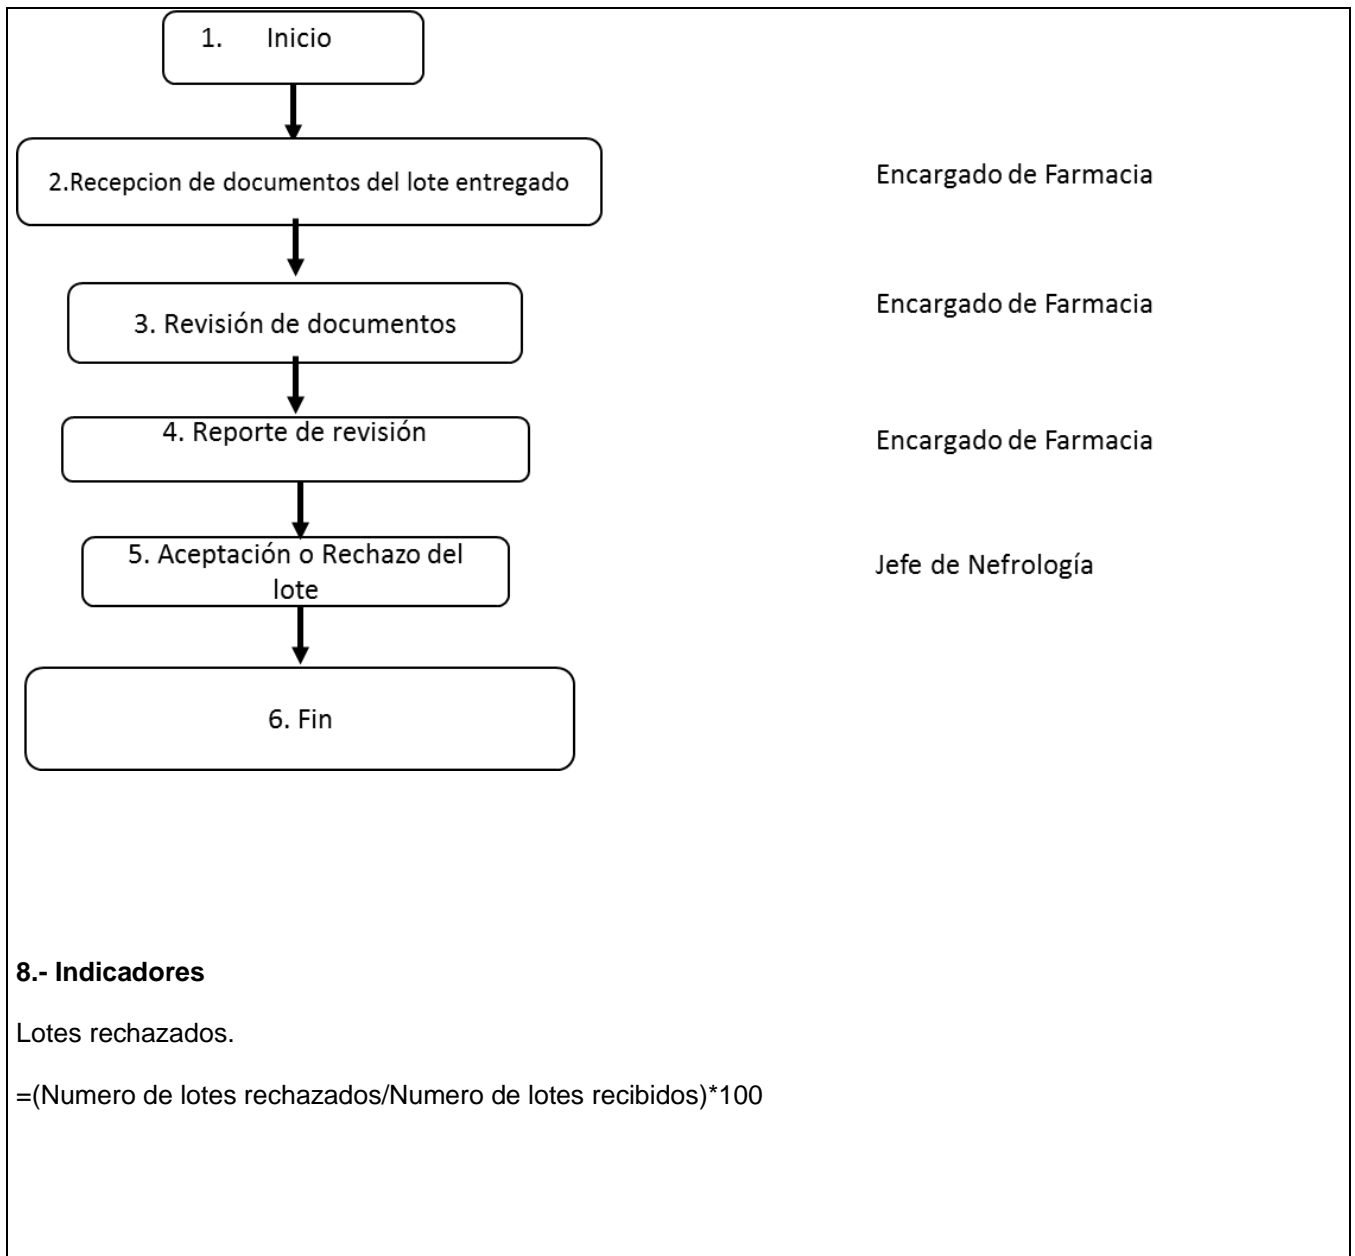 1. Inicio
2.Recepcion de documentos del lote entregado
Encargado de Farmacia
3. Revisión de documentos
Encargado de Farmacia
4. Reporte de revisión
Encargado de Farmacia
5. Aceptación o Rechazo del
lote
Jefe de Nefrología
6. Fin
8.- Indicadores
Lotes rechazados.
=(Numero de lotes rechazados/Numero de lotes recibidos)*100